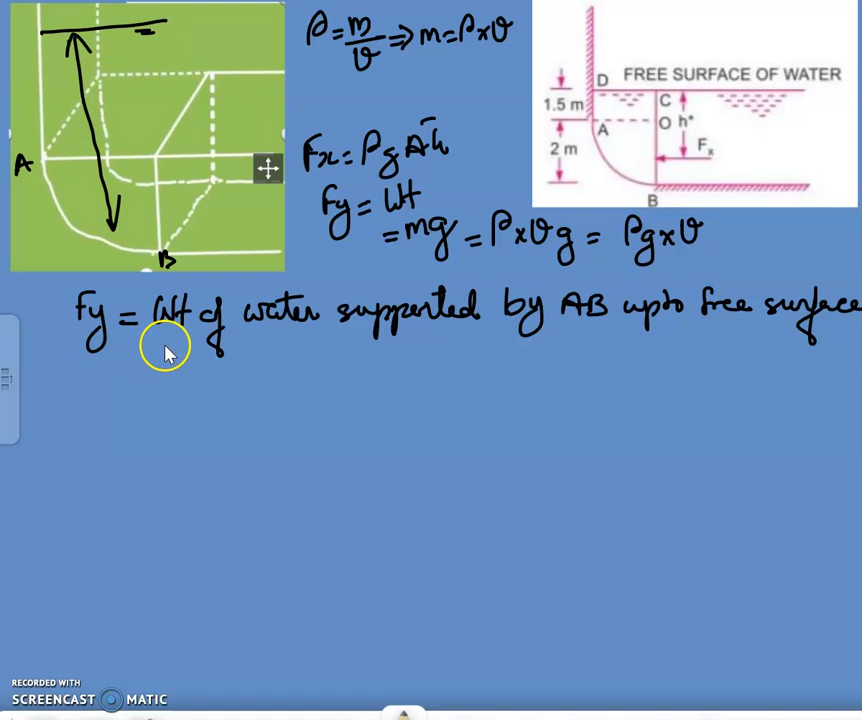 ρ = m/v ⇒ m = ρ x v
Fx = ρg A h̄
Fy = Wt
= mg = ρ x v g = ρg x v
A
B
D FREE SURFACE OF WATER
C
1.5 m
O h*
A
Fx
2 m
B
Fy = Wt of water supported by AB upto free surface
RECORDED WITH
SCREENCAST MATIC